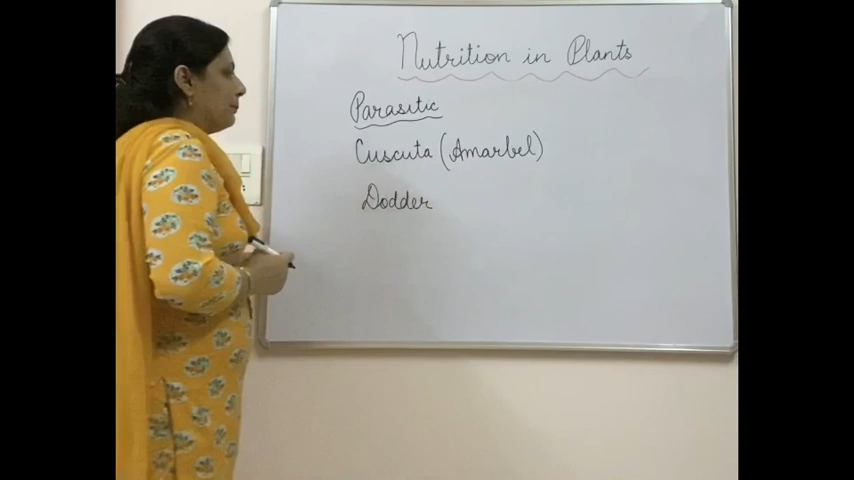 Nutrition in Plants
Parasitic
Cuscuta (Amarbel)
Dodder